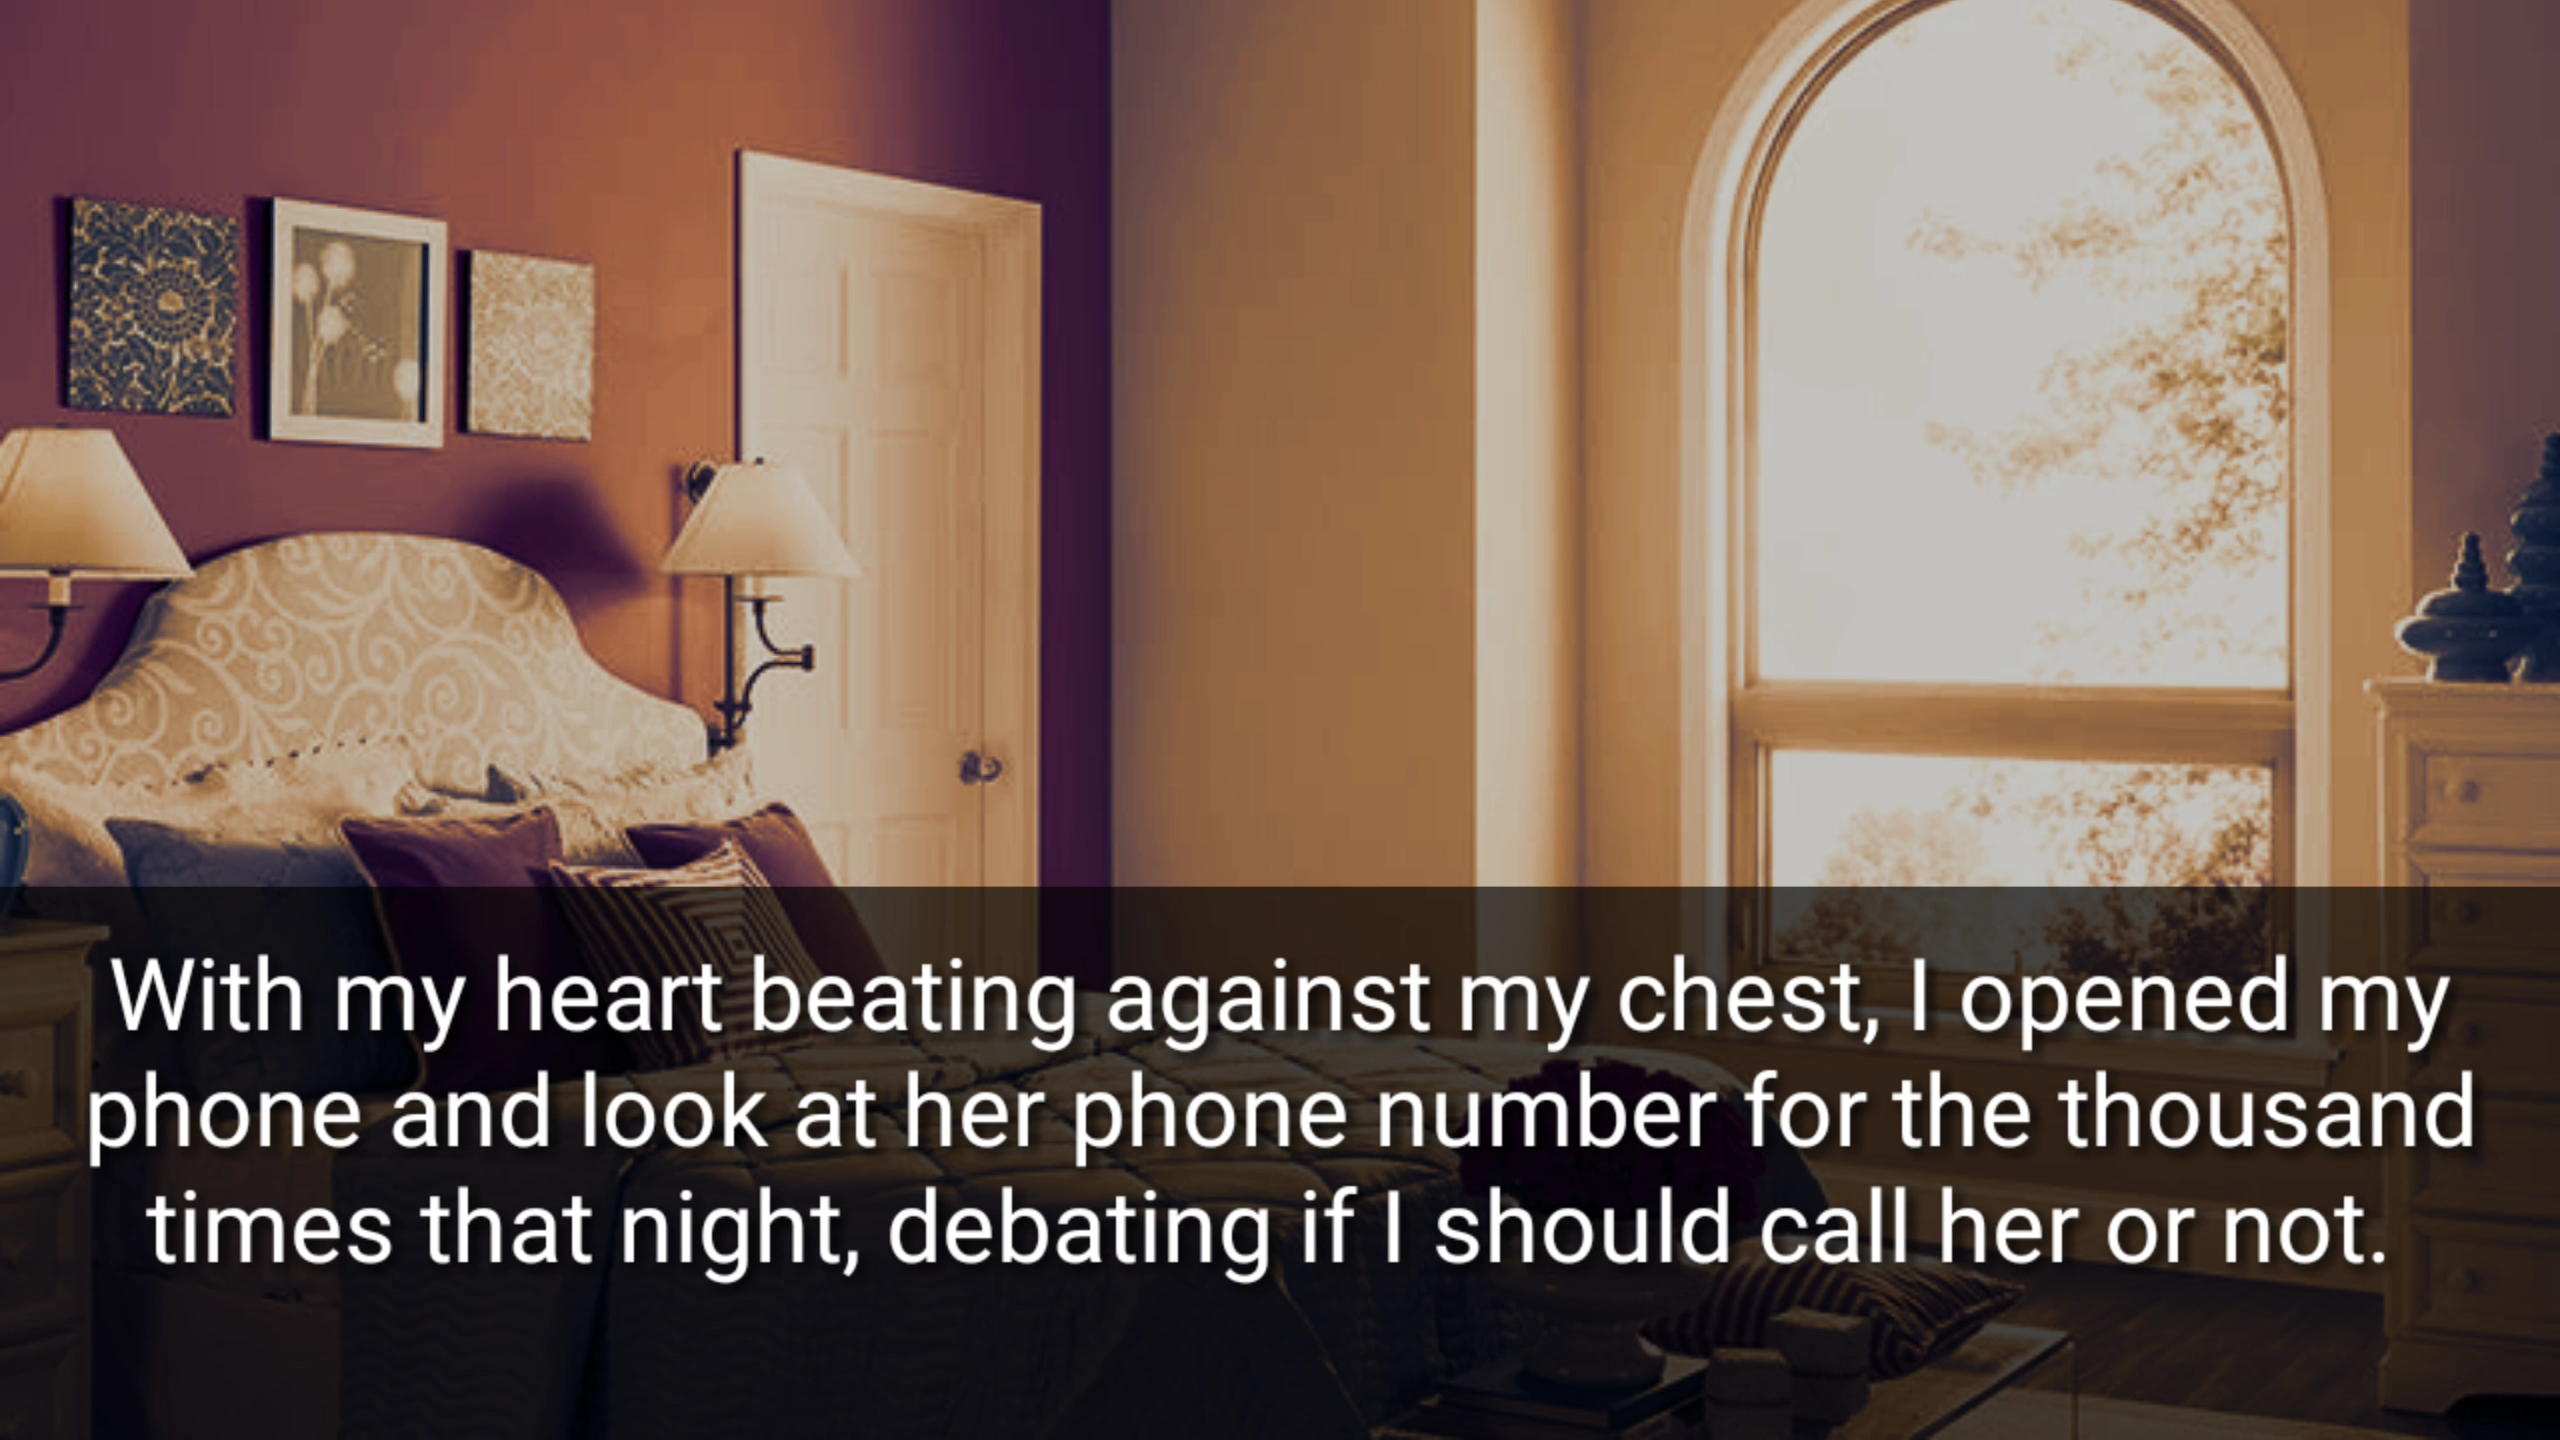 With my heart beating against my chest, I opened my
phone and look at her phone number for the thousand
times that night, debating if I should call her or not.